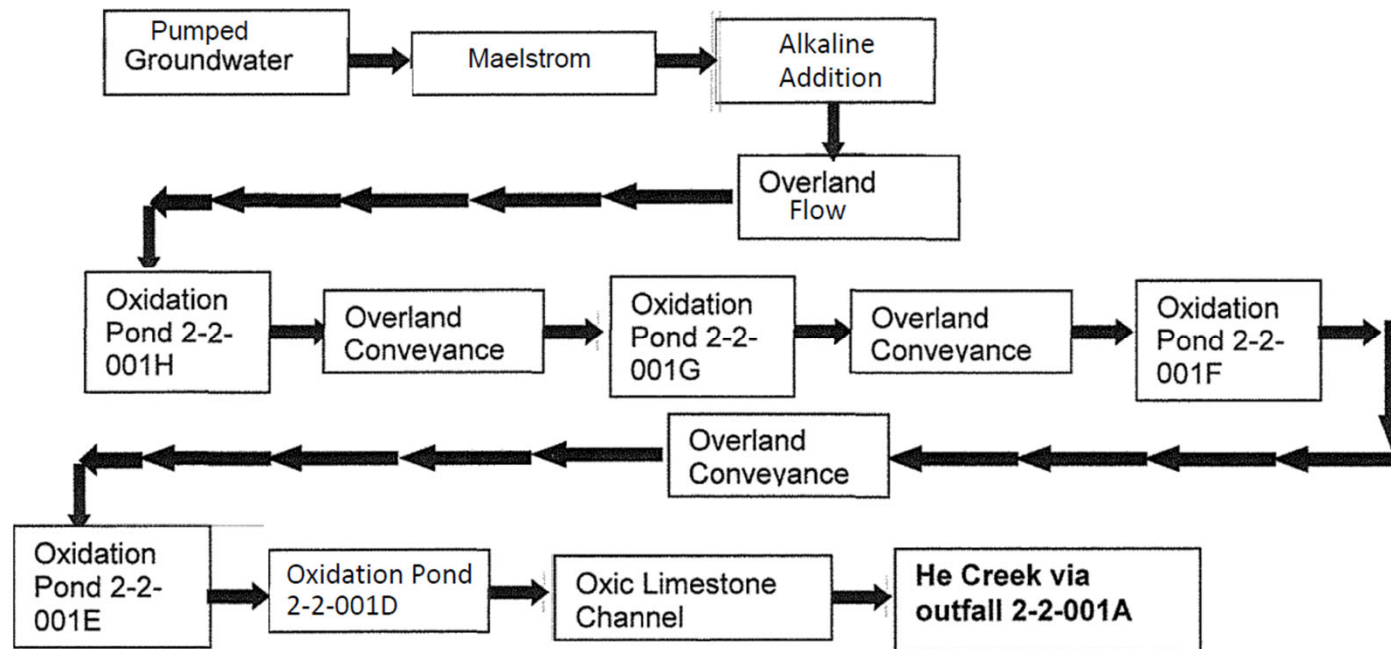 Pumped
Groundwater
Maelstrom
Alkaline
Addition
Overland
Flow
Oxidation
Pond 2-2-
001H
Overland
Conveyance
Oxidation
Pond 2-2-
001G
Overland
Conveyance
Oxidation
Pond 2-2-
001F
Overland
Conveyance
Oxidation
Pond 2-2-
001E
Oxidation Pond
2-2-001D
Oxic Limestone
Channel
He Creek via
outfall 2-2-001A